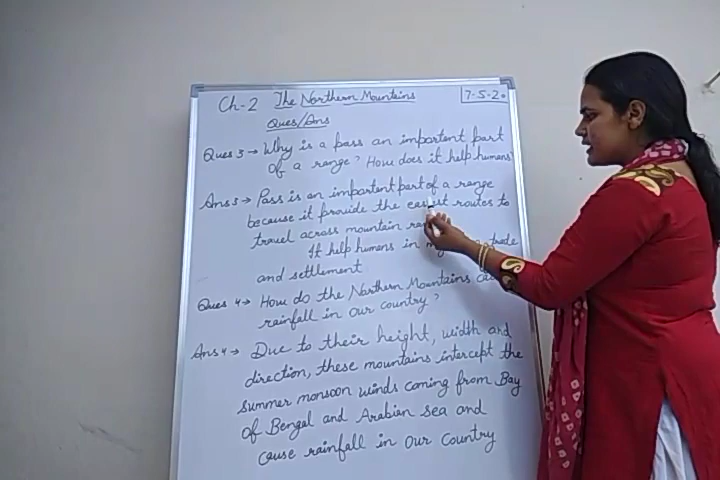 Ch-2 The Northern Mountains 7-5-20
Ques/Ans
Ques 3 → Why is a pass an importent part
of a range? How does it help humans?
Ans 3 → Pass is an importent part of a range
because it provide the easiest routes to
travel across mountain
It help humans in trade
and settlement
Ques 4 → How do the Northern Mountains
rainfall in our country?
Ans 4 → Due to their height, width and
direction, these mountains intercept the
summer monsoon winds coming from Bay
of Bengal and Arabian sea and
cause rainfall in our country